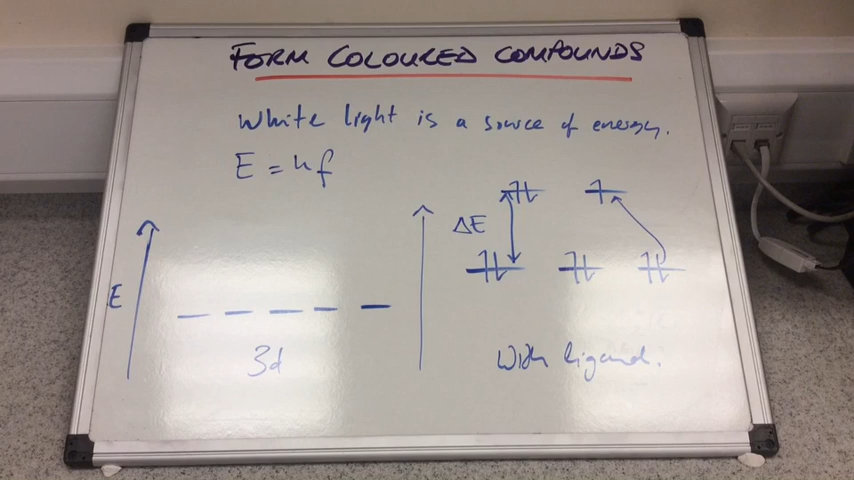 FORM COLOURED COMPOUNDS
White light is a source of energy.
E = hf
ΔE
E
3d
With ligand.